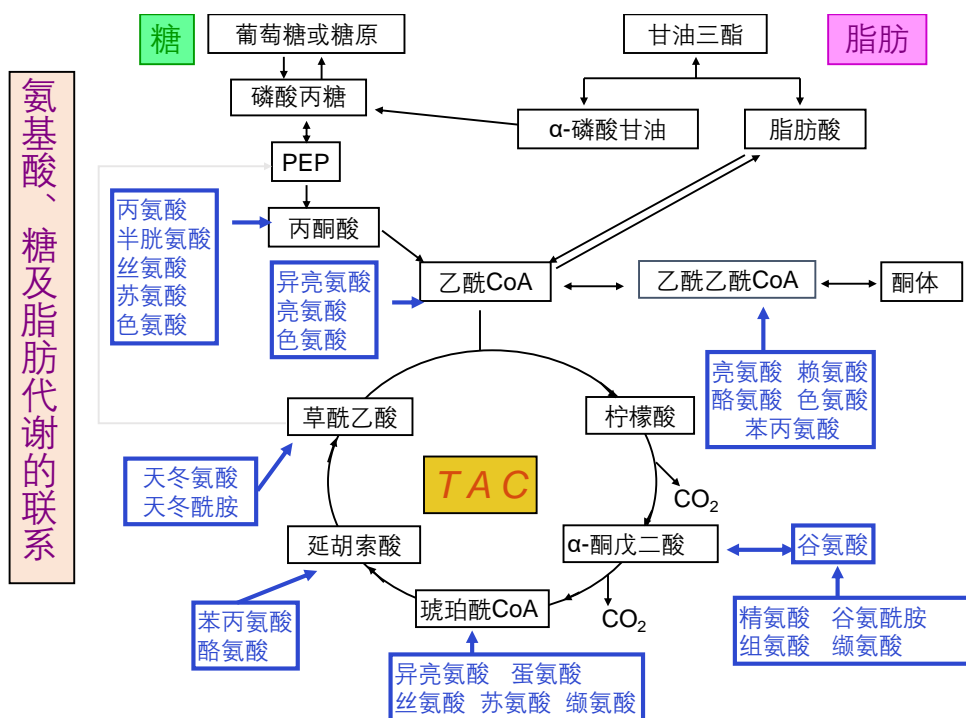 氨基酸、糖及脂肪代谢的联系
糖
葡萄糖或糖原
甘油三酯
脂肪
磷酸丙糖
α-磷酸甘油
脂肪酸
PEP
丙氨酸
半胱氨酸
丝氨酸
苏氨酸
色氨酸
丙酮酸
异亮氨酸
亮氨酸
色氨酸
乙酰CoA
乙酰乙酰CoA
酮体
亮氨酸 赖氨酸
酪氨酸 色氨酸
苯丙氨酸
草酰乙酸
柠檬酸
天冬氨酸
天冬酰胺
TAC
CO₂
延胡索酸
α-酮戊二酸
谷氨酸
琥珀酰CoA
CO₂
苯丙氨酸
酪氨酸
精氨酸 谷氨酰胺
组氨酸 缬氨酸
异亮氨酸 蛋氨酸
丝氨酸 苏氨酸 缬氨酸